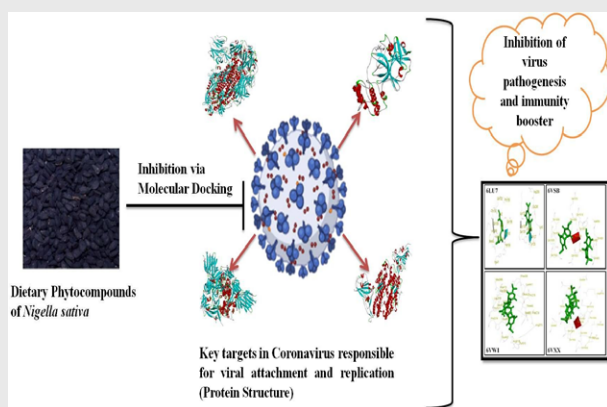 Inhibition of
virus
pathogenesis
and immunity
booster
Inhibition via
Molecular Docking
Dietary Phytocompounds
of Nigella sativa
Key targets in Coronavirus responsible
for viral attachment and replication
(Protein Structure)
6LU7
6VSB
6VW1
6VXX